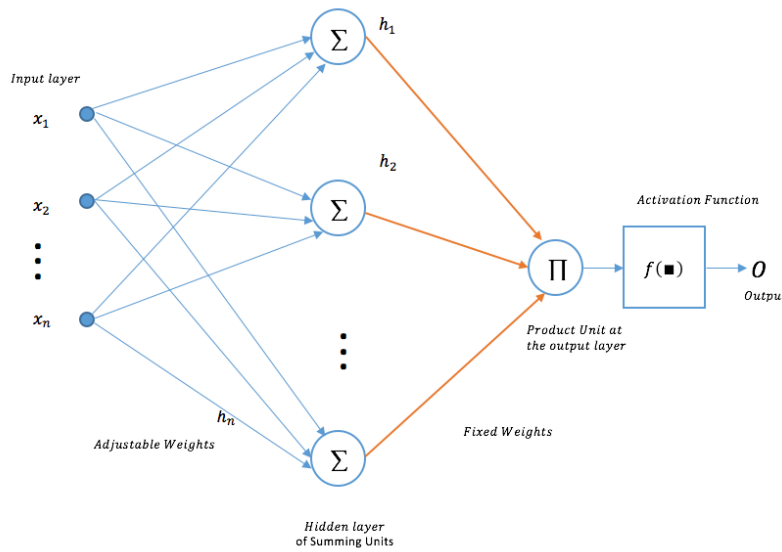 h₁
Σ
Input layer
x₁
h₂
x₂
Σ
Activation Function
∏
f(■)
O
Output
xₙ
Product Unit at
the output layer
hₙ
Adjustable Weights
Fixed Weights
Σ
Hidden layer
of Summing Units